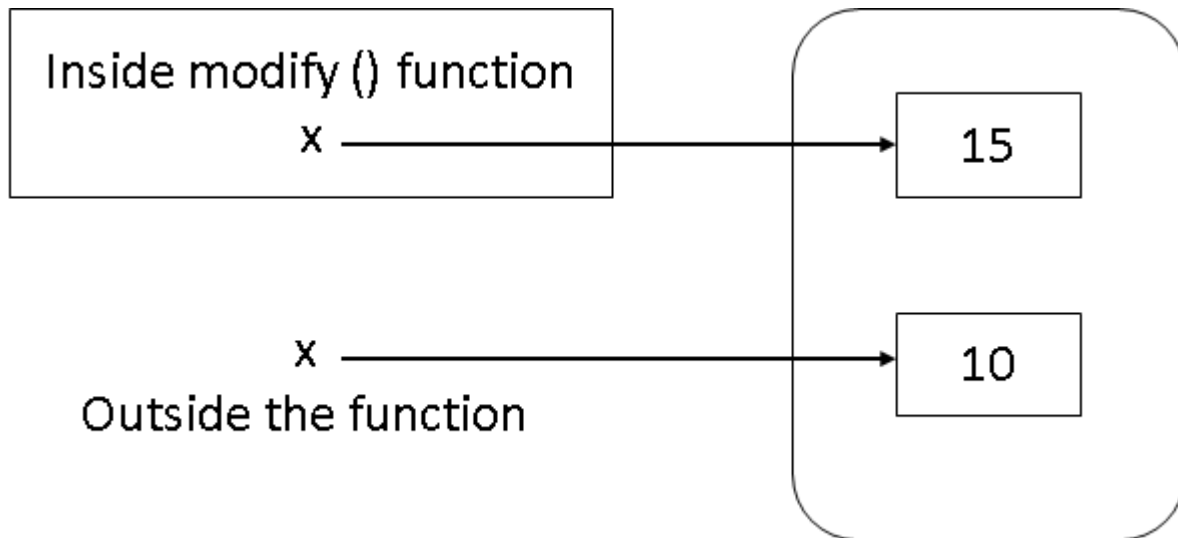 Inside modify () function
x
15
x
10
Outside the function